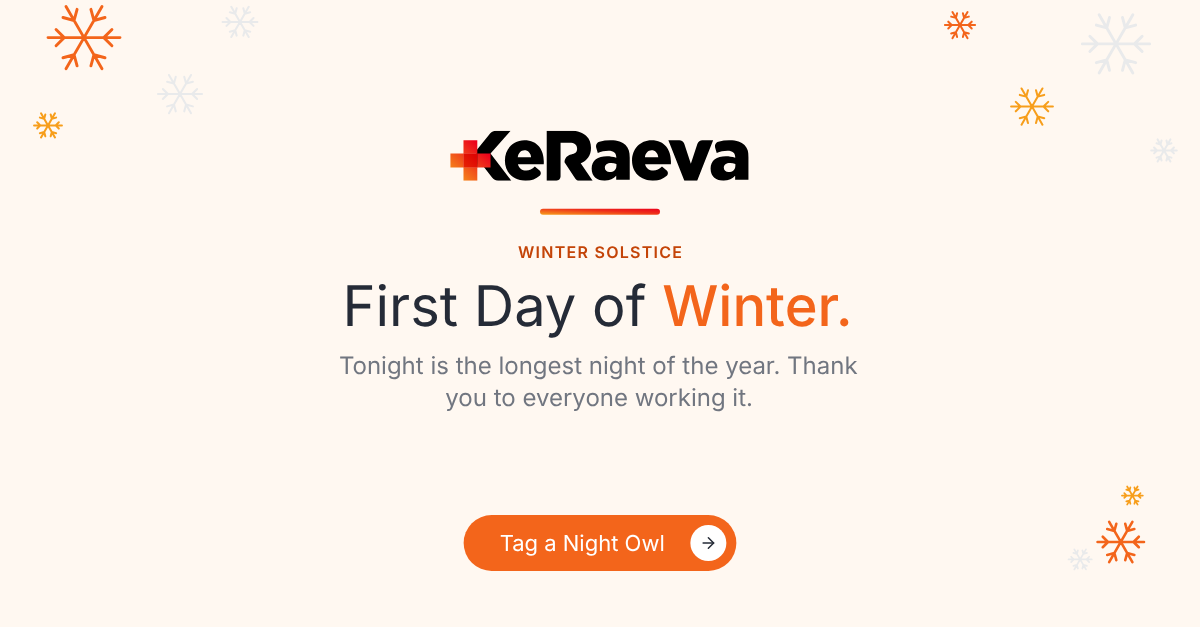 KeRaeva
WINTER SOLSTICE
First Day of Winter.
Tonight is the longest night of the year. Thank
you to everyone working it.
Tag a Night Owl